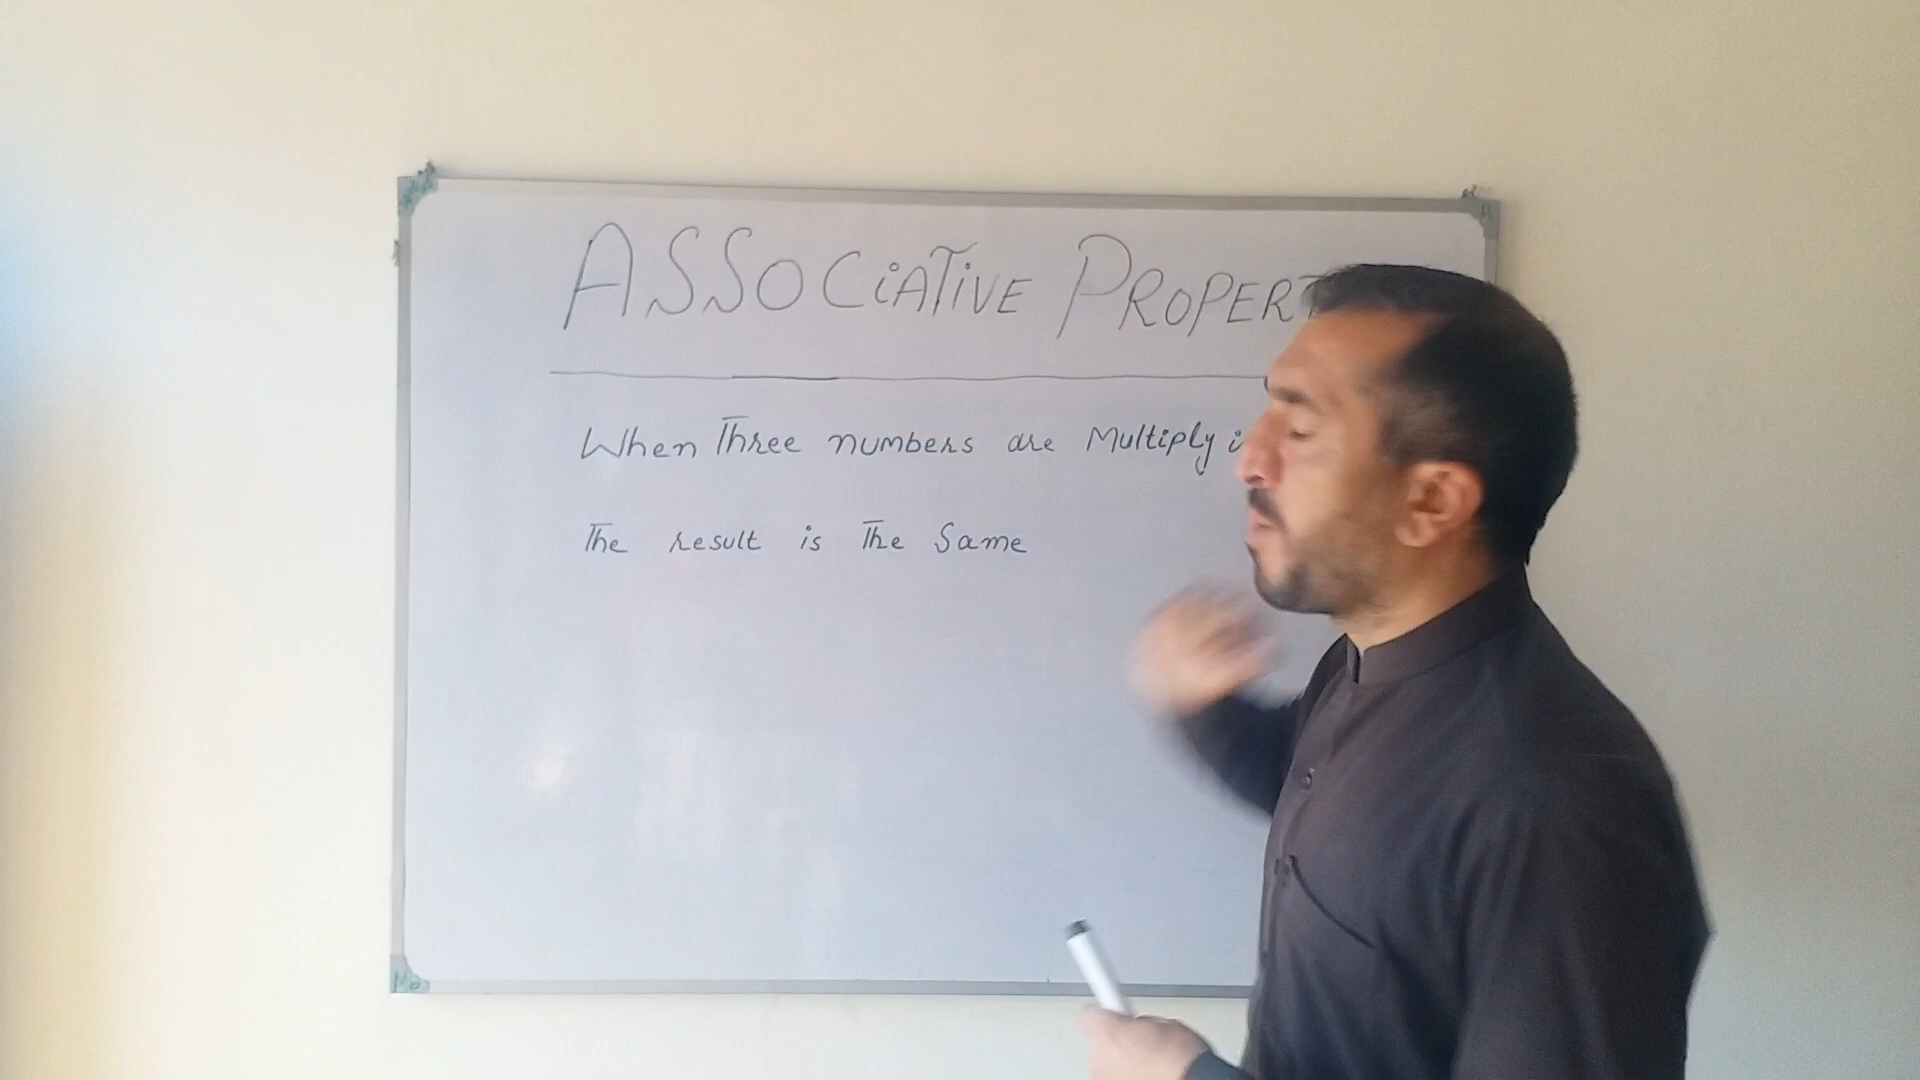 ASSOCiATiVE PROPERT
When Three numbers are Multiply i
The result is The Same